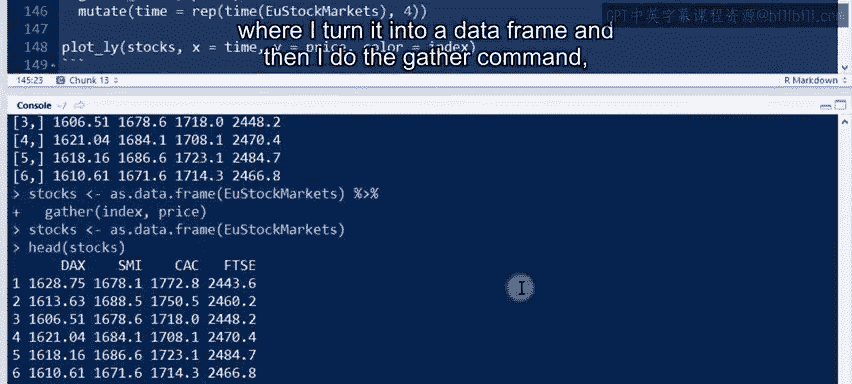 146 mutate(time = rep(time(EuStockMarkets), 4))
147
148 plot_ly(stocks, x = time, y = price, color = index)
149 ```
where I turn it into a data frame and
then I do the gather command,
145:23 Chunk 13 R Markdown
Console ~/
[3,] 1606.51 1678.6 1718.0 2448.2
[4,] 1621.04 1684.1 1708.1 2470.4
[5,] 1618.16 1686.6 1723.1 2484.7
[6,] 1610.61 1671.6 1714.3 2466.8
> stocks <- as.data.frame(EuStockMarkets) %>%
+ gather(index, price)
> stocks <- as.data.frame(EuStockMarkets)
> head(stocks)
DAX SMI CAC FTSE
1 1628.75 1678.1 1772.8 2443.6
2 1613.63 1688.5 1750.5 2460.2
3 1606.51 1678.6 1718.0 2448.2
4 1621.04 1684.1 1708.1 2470.4
5 1618.16 1686.6 1723.1 2484.7
6 1610.61 1671.6 1714.3 2466.8